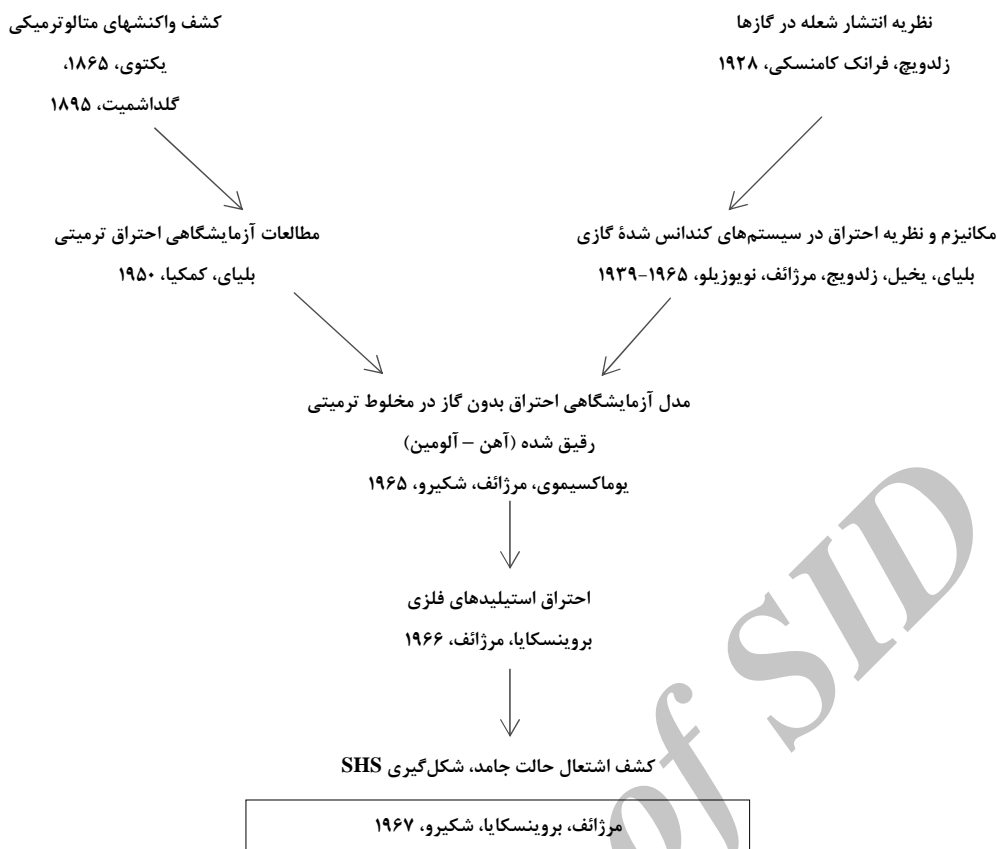 نظریه انتشار شعله در گازها
زلدویچ، فرانک کامنسکی، ۱۹۲۸
کشف واکنشهای متالوترمیکی
یکتوی، ۱۸۶۵،
گلداشمیت، ۱۸۹۵
مکانیزم و نظریه احتراق در سیستم‌های کندانس شدۀ گازی
بلیای، یخیل، زلدویچ، مرژائف، نویوزیلو، ۱۹۶۵-۱۹۳۹
مطالعات آزمایشگاهی احتراق ترمیتی
بلیای، کمکیا، ۱۹۵۰
مدل آزمایشگاهی احتراق بدون گاز در مخلوط ترمیتی
رقیق شده (آهن – آلومین)
یوماکسیموی، مرژائف، شکیرو، ۱۹۶۵
احتراق استیلیدهای فلزی
بروینسکایا، مرژائف، ۱۹۶۶
کشف اشتعال حالت جامد، شکل‌گیری SHS
مرژائف، بروینسکایا، شکیرو، ۱۹۶۷
of SID